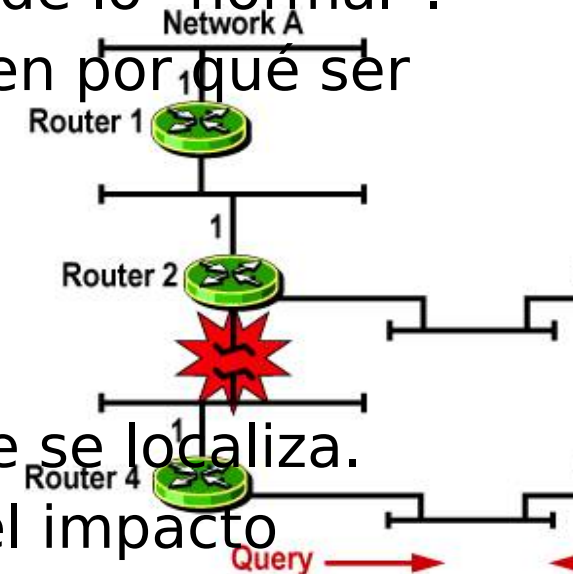 de lo "normal".
Network A
en por qué ser
1
Router 1
1
Router 2
1
e se localiza.
Router 4
el impacto
Query